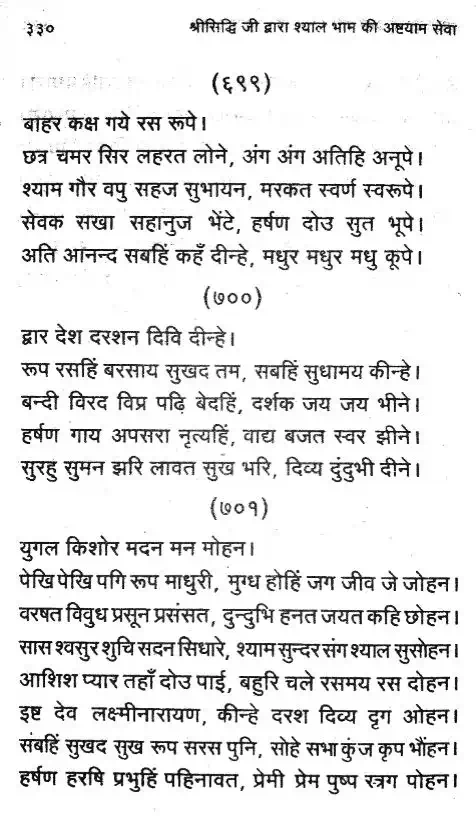 ३३०
श्रीसिद्धि जी द्वारा श्याल भाम की अष्टयाम सेवा
(६९९)
बाहर कक्ष गये रस रूपे।
छत्र चमर सिर लहरत लोने, अंग अंग अतिहि अनूपे।
श्याम गौर वपु सहज सुभायन, मरकत स्वर्ण स्वरूपे।
सेवक सखा सहानुज भेंटे, हर्षण दोउ सुत भूपे।
अति आनन्द सबहिं कहँ दीन्हे, मधुर मधुर मधु कूपे।
(७००)
द्वार देश दरशन दिवि दीन्हे।
रूप रसहिं बरसाय सुखद तम, सबहिं सुधामय कीन्हे।
बन्दी विरद विप्र पढ़ि बेदहिं, दर्शक जय जय भीने।
हर्षण गाय अपसरा नृत्यहिं, वाद्य बजत स्वर झीने।
सुरहु सुमन झरि लावत सुख भरि, दिव्य दुंदुभी दीने।
(७०१)
युगल किशोर मदन मन मोहन।
पेखि पेखि पगि रूप माधुरी, मुग्ध होहिं जग जीव जे जोहन।
वरषत विवुध प्रसून प्रसंसत, दुन्दुभि हनत जयत कहि छोहन।
सास श्वसुर शुचि सदन सिधारे, श्याम सुन्दर संग श्याल सुसोहन।
आशिश प्यार तहाँ दोउ पाई, बहुरि चले रसमय रस दोहन।
इष्ट देव लक्ष्मीनारायण, कीन्हे दरश दिव्य दृग ओहन।
संबहिं सुखद सुख रूप सरस पुनि, सोहे सभा कुंज कृप भौंहन।
हर्षण हरषि प्रभुहिं पहिनावत, प्रेमी प्रेम पुष्प स्त्रग पोहन।